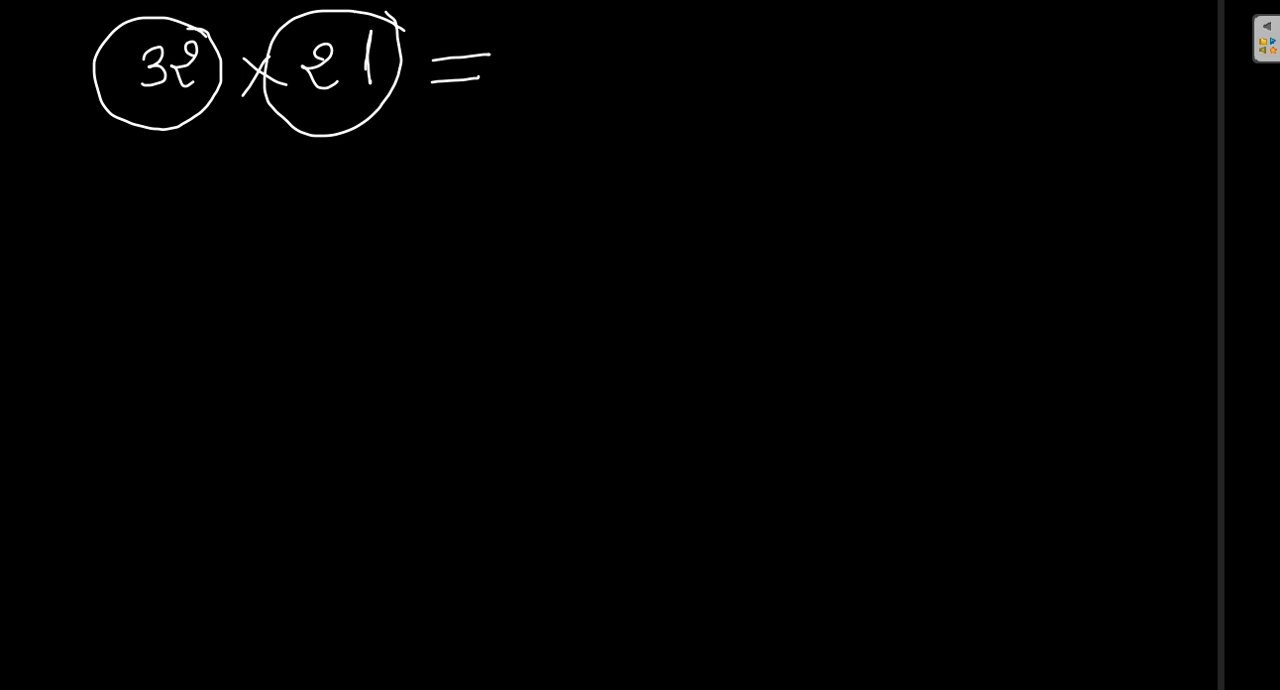 32 × 21 =